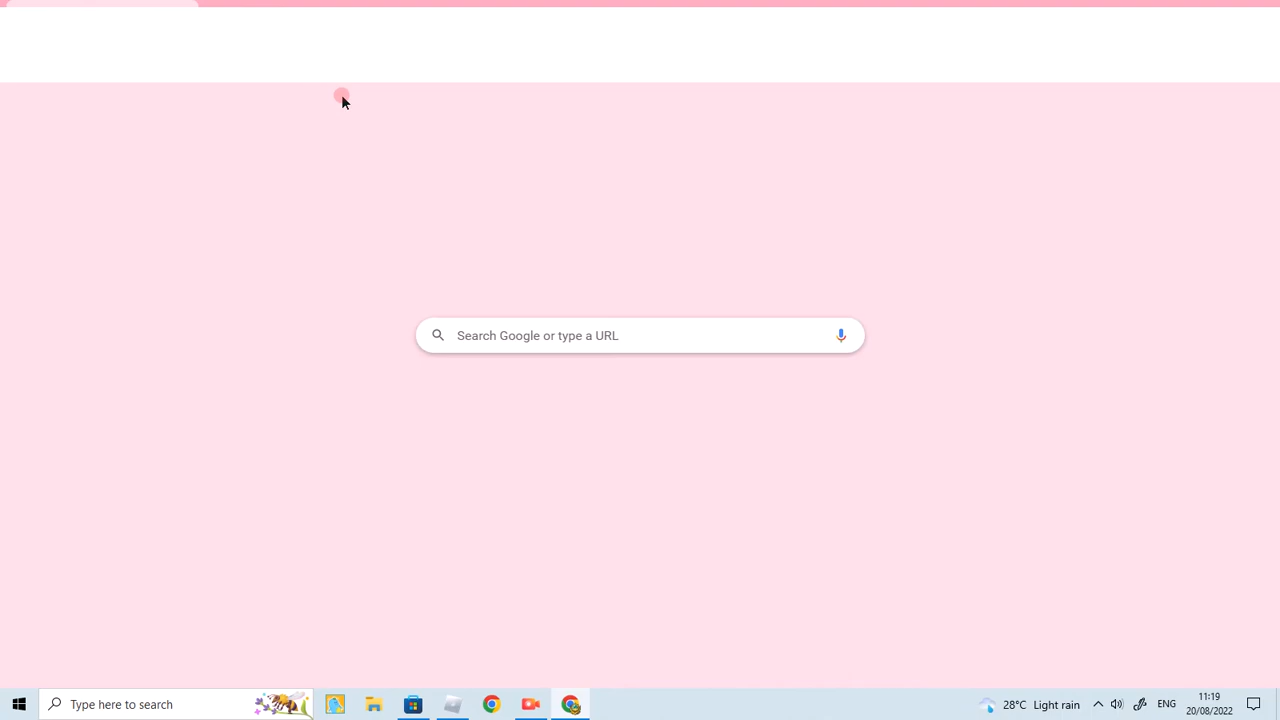 Search Google or type a URL
Type here to search
28°C Light rain
ENG
11:19
20/08/2022